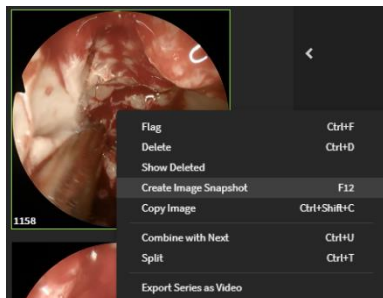 Flag Ctrl+F
Delete Ctrl+D
Show Deleted
Create Image Snapshot F12
Copy Image Ctrl+Shift+C
1158
Combine with Next Ctrl+U
Split Ctrl+T
Export Series as Video